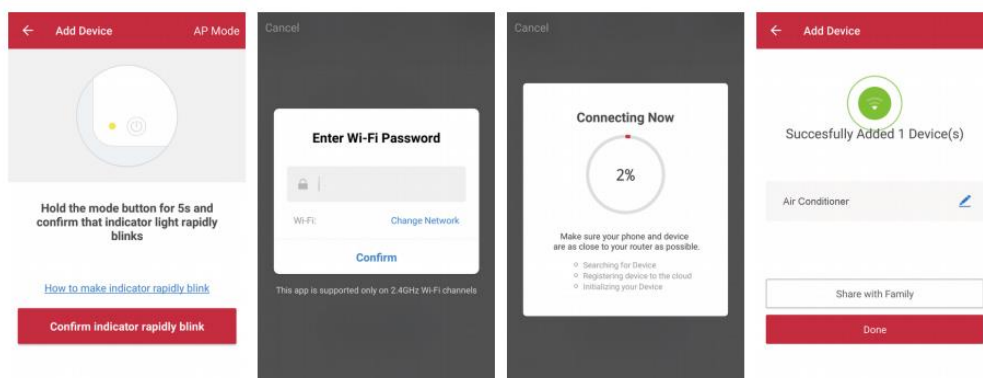 Add Device
AP Mode
Hold the mode button for 5s and
confirm that indicator light rapidly
blinks
How to make indicator rapidly blink
Confirm indicator rapidly blink
Cancel
Enter Wi-Fi Password
Wi-Fi:
Change Network
Confirm
This app is supported only on 2.4GHz Wi-Fi channels
Cancel
Connecting Now
2%
Make sure your phone and device
are as close to your router as possible.
Searching for Device
Registering device to the cloud
Initializing your Device
Add Device
Succesfully Added 1 Device(s)
Air Conditioner
Share with Family
Done